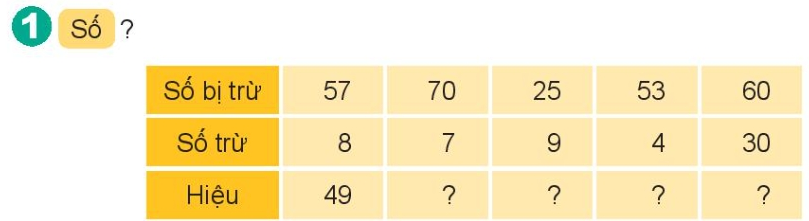 1 Số ?
Số bị trừ 57 70 25 53 60
Số trừ 8 7 9 4 30
Hiệu 49 ? ? ? ?